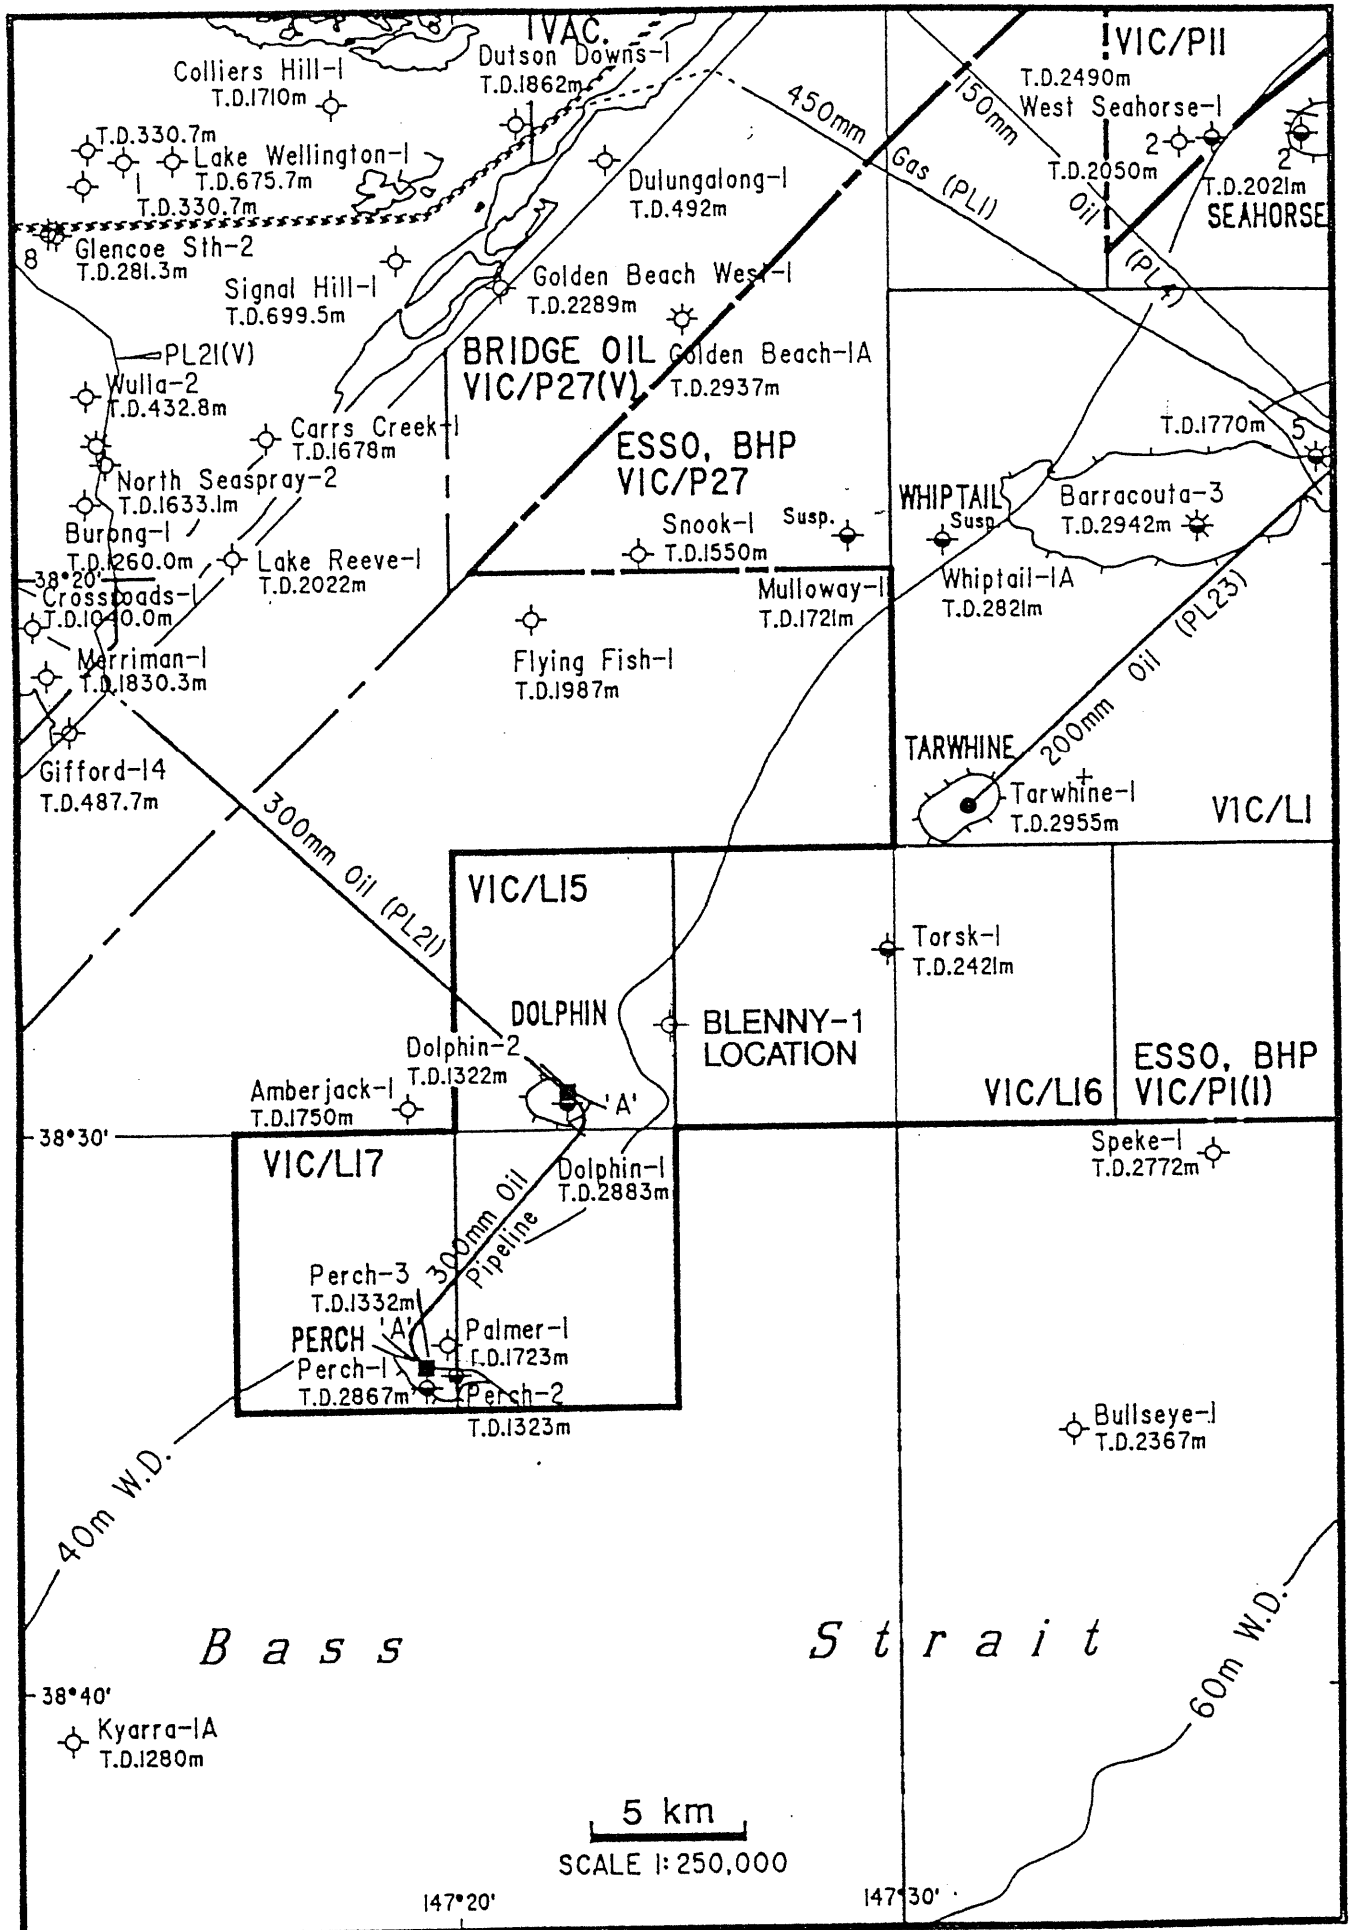 VAC.
VIC/P11
Colliers Hill-1
T.D.1710m
Dutson Downs-1
T.D.1862m
T.D.2490m
West Seahorse-1
2
T.D.2050m
2
T.D.2021m
SEAHORSE
450mm Gas (PL1)
150mm Oil (PL4)
T.D.330.7m
Lake Wellington-1
T.D.675.7m
1
T.D.330.7m
Dulungalong-1
T.D.492m
8
Glencoe Sth-2
T.D.281.3m
Signal Hill-1
T.D.699.5m
Golden Beach West-1
T.D.2289m
PL21(V)
BRIDGE OIL
VIC/P27(V)
Golden Beach-1A
T.D.2937m
Wulla-2
T.D.432.8m
Carrs Creek-1
T.D.1678m
ESSO, BHP
VIC/P27
T.D.1770m
5
North Seaspray-2
T.D.1633.1m
WHIPTAIL
Barracouta-3
T.D.2942m
Burong-1
T.D.1260.0m
Snook-1
T.D.1550m
Susp.
Susp.
Lake Reeve-1
T.D.2022m
38°20'
Crossroads-1
T.D.1040.0m
Mulloway-1
T.D.1721m
Whiptail-1A
T.D.2821m
Merriman-1
T.D.1830.3m
Flying Fish-1
T.D.1987m
200mm Oil (PL23)
TARWHINE
Gifford-14
T.D.487.7m
Tarwhine-1
T.D.2955m
VIC/L1
300mm Oil (PL21)
VIC/L15
Torsk-1
T.D.2421m
DOLPHIN
BLENNY-1
LOCATION
Dolphin-2
T.D.1322m
Amberjack-1
T.D.1750m
'A'
VIC/L16
ESSO, BHP
VIC/P1(1)
38°30'
VIC/L17
Dolphin-1
T.D.2883m
Speke-1
T.D.2772m
300mm Oil
Pipeline
Perch-3
T.D.1332m
'A'
PERCH
Palmer-1
T.D.1723m
Perch-1
T.D.2867m
Perch-2
T.D.1323m
Bullseye-1
T.D.2367m
40m W.D.
Bass Strait
60m W.D.
38°40'
Kyarra-1A
T.D.1280m
5 km
SCALE 1:250,000
147°20'
147°30'